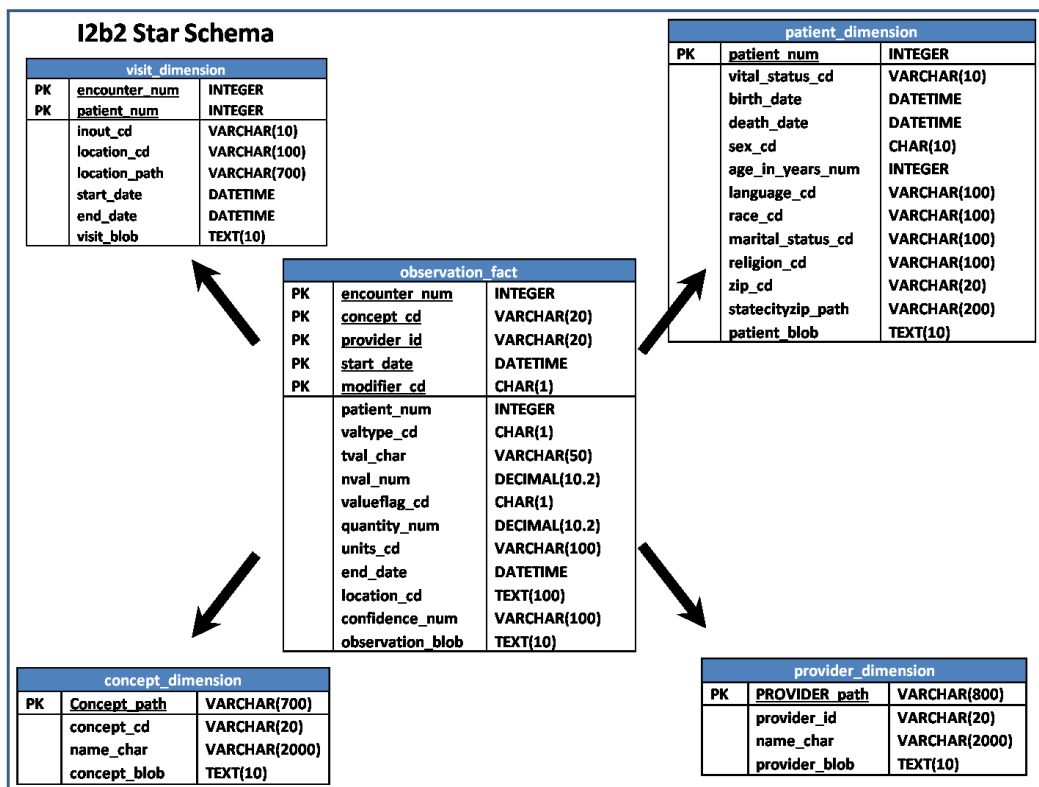 I2b2 Star Schema
visit_dimension
PK encounter_num INTEGER
PK patient_num INTEGER
inout_cd VARCHAR(10)
location_cd VARCHAR(100)
location_path VARCHAR(700)
start_date DATETIME
end_date DATETIME
visit_blob TEXT(10)
patient_dimension
PK patient_num INTEGER
vital_status_cd VARCHAR(10)
birth_date DATETIME
death_date DATETIME
sex_cd CHAR(10)
age_in_years_num INTEGER
language_cd VARCHAR(100)
race_cd VARCHAR(100)
marital_status_cd VARCHAR(100)
religion_cd VARCHAR(100)
zip_cd VARCHAR(20)
statecityzip_path VARCHAR(200)
patient_blob TEXT(10)
observation_fact
PK encounter_num INTEGER
PK concept_cd VARCHAR(20)
PK provider_id VARCHAR(20)
PK start_date DATETIME
PK modifier_cd CHAR(1)
patient_num INTEGER
valtype_cd CHAR(1)
tval_char VARCHAR(50)
nval_num DECIMAL(10.2)
valueflag_cd CHAR(1)
quantity_num DECIMAL(10.2)
units_cd VARCHAR(100)
end_date DATETIME
location_cd TEXT(100)
confidence_num VARCHAR(100)
observation_blob TEXT(10)
concept_dimension
PK Concept_path VARCHAR(700)
concept_cd VARCHAR(20)
name_char VARCHAR(2000)
concept_blob TEXT(10)
provider_dimension
PK PROVIDER_path VARCHAR(800)
provider_id VARCHAR(20)
name_char VARCHAR(2000)
provider_blob TEXT(10)